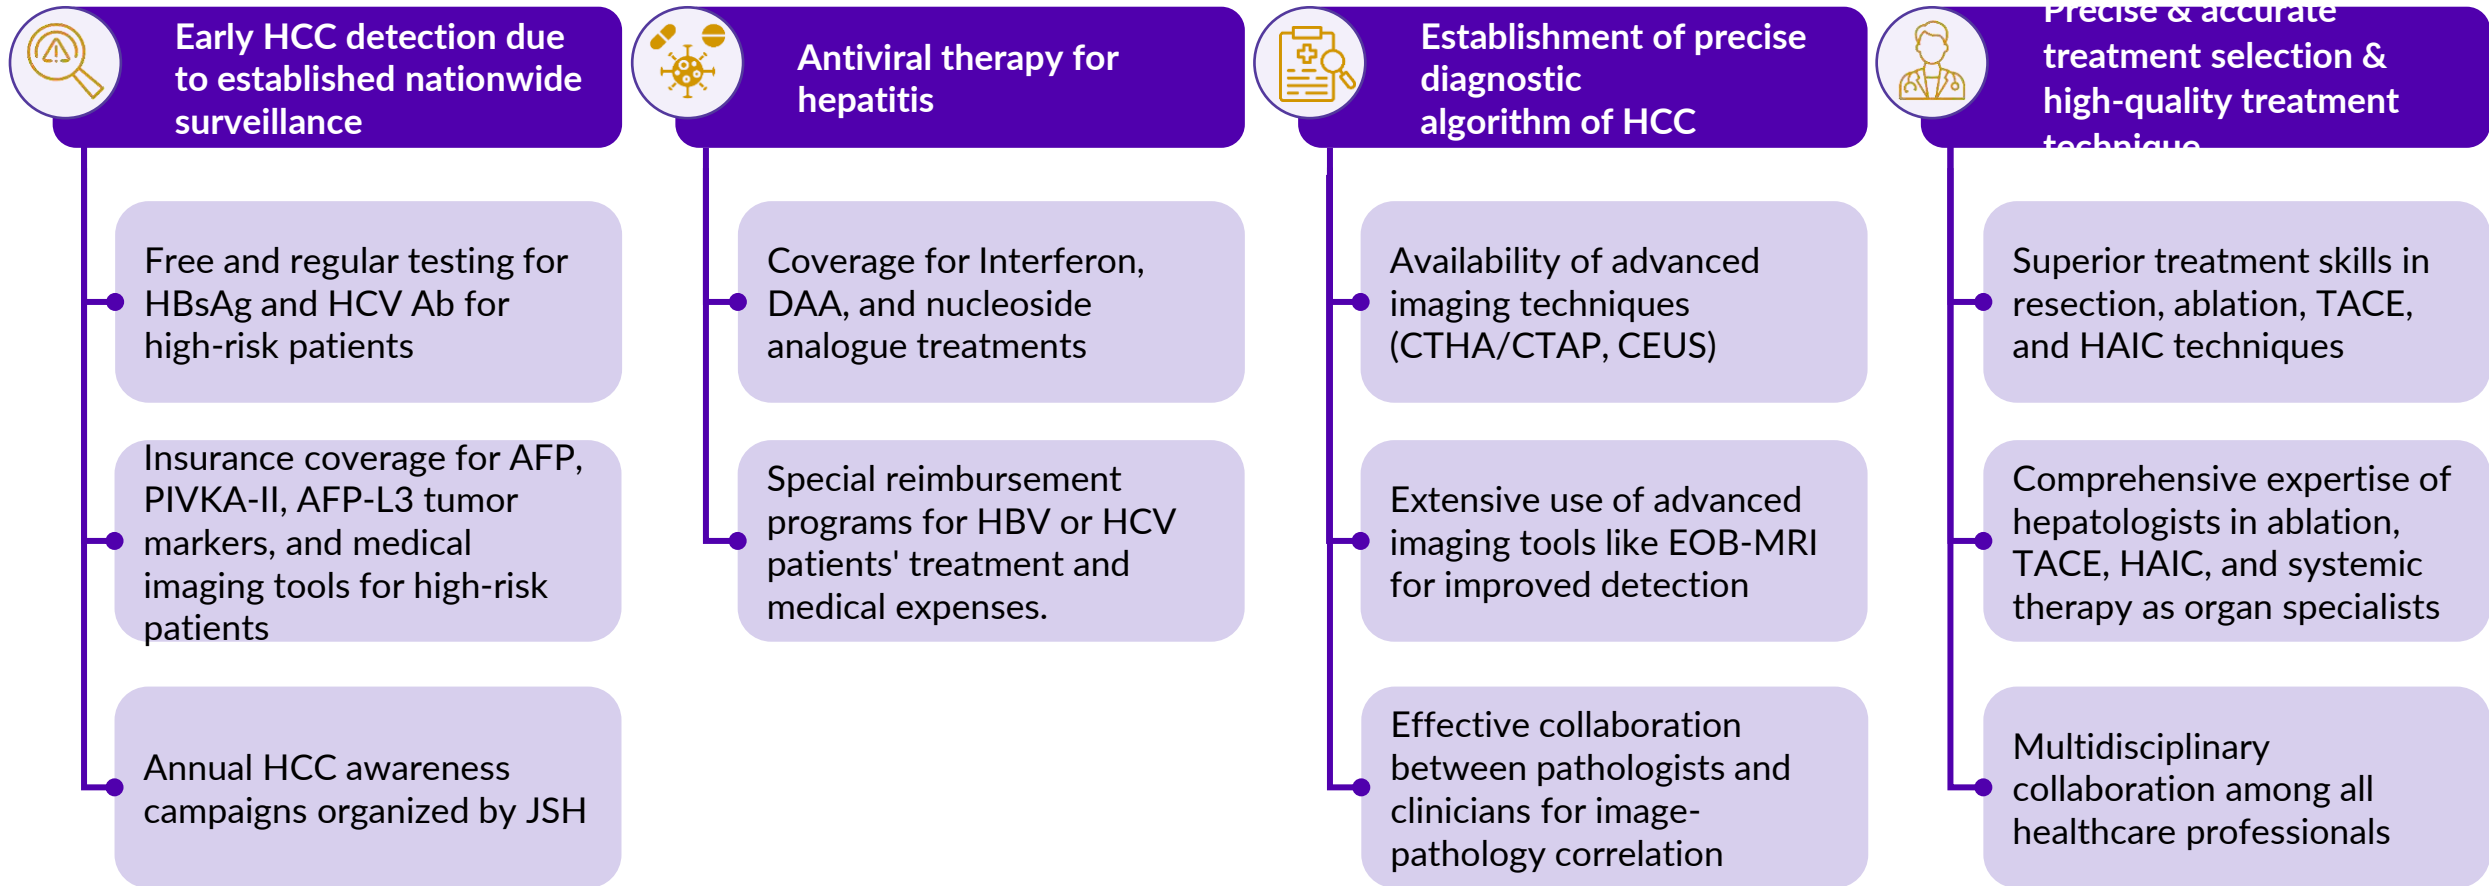 Early HCC detection due
to established nationwide
surveillance
Free and regular testing for
HBsAg and HCV Ab for
high-risk patients
Insurance coverage for AFP,
PIVKA-II, AFP-L3 tumor
markers, and medical
imaging tools for high-risk
patients
Annual HCC awareness
campaigns organized by JSH
Antiviral therapy for
hepatitis
Coverage for Interferon,
DAA, and nucleoside
analogue treatments
Special reimbursement
programs for HBV or HCV
patients' treatment and
medical expenses.
Establishment of precise
diagnostic
algorithm of HCC
Availability of advanced
imaging techniques
(CTHA/CTAP, CEUS)
Extensive use of advanced
imaging tools like EOB-MRI
for improved detection
Effective collaboration
between pathologists and
clinicians for image-
pathology correlation
Precise & accurate
treatment selection &
high-quality treatment
technique
Superior treatment skills in
resection, ablation, TACE,
and HAIC techniques
Comprehensive expertise of
hepatologists in ablation,
TACE, HAIC, and systemic
therapy as organ specialists
Multidisciplinary
collaboration among all
healthcare professionals